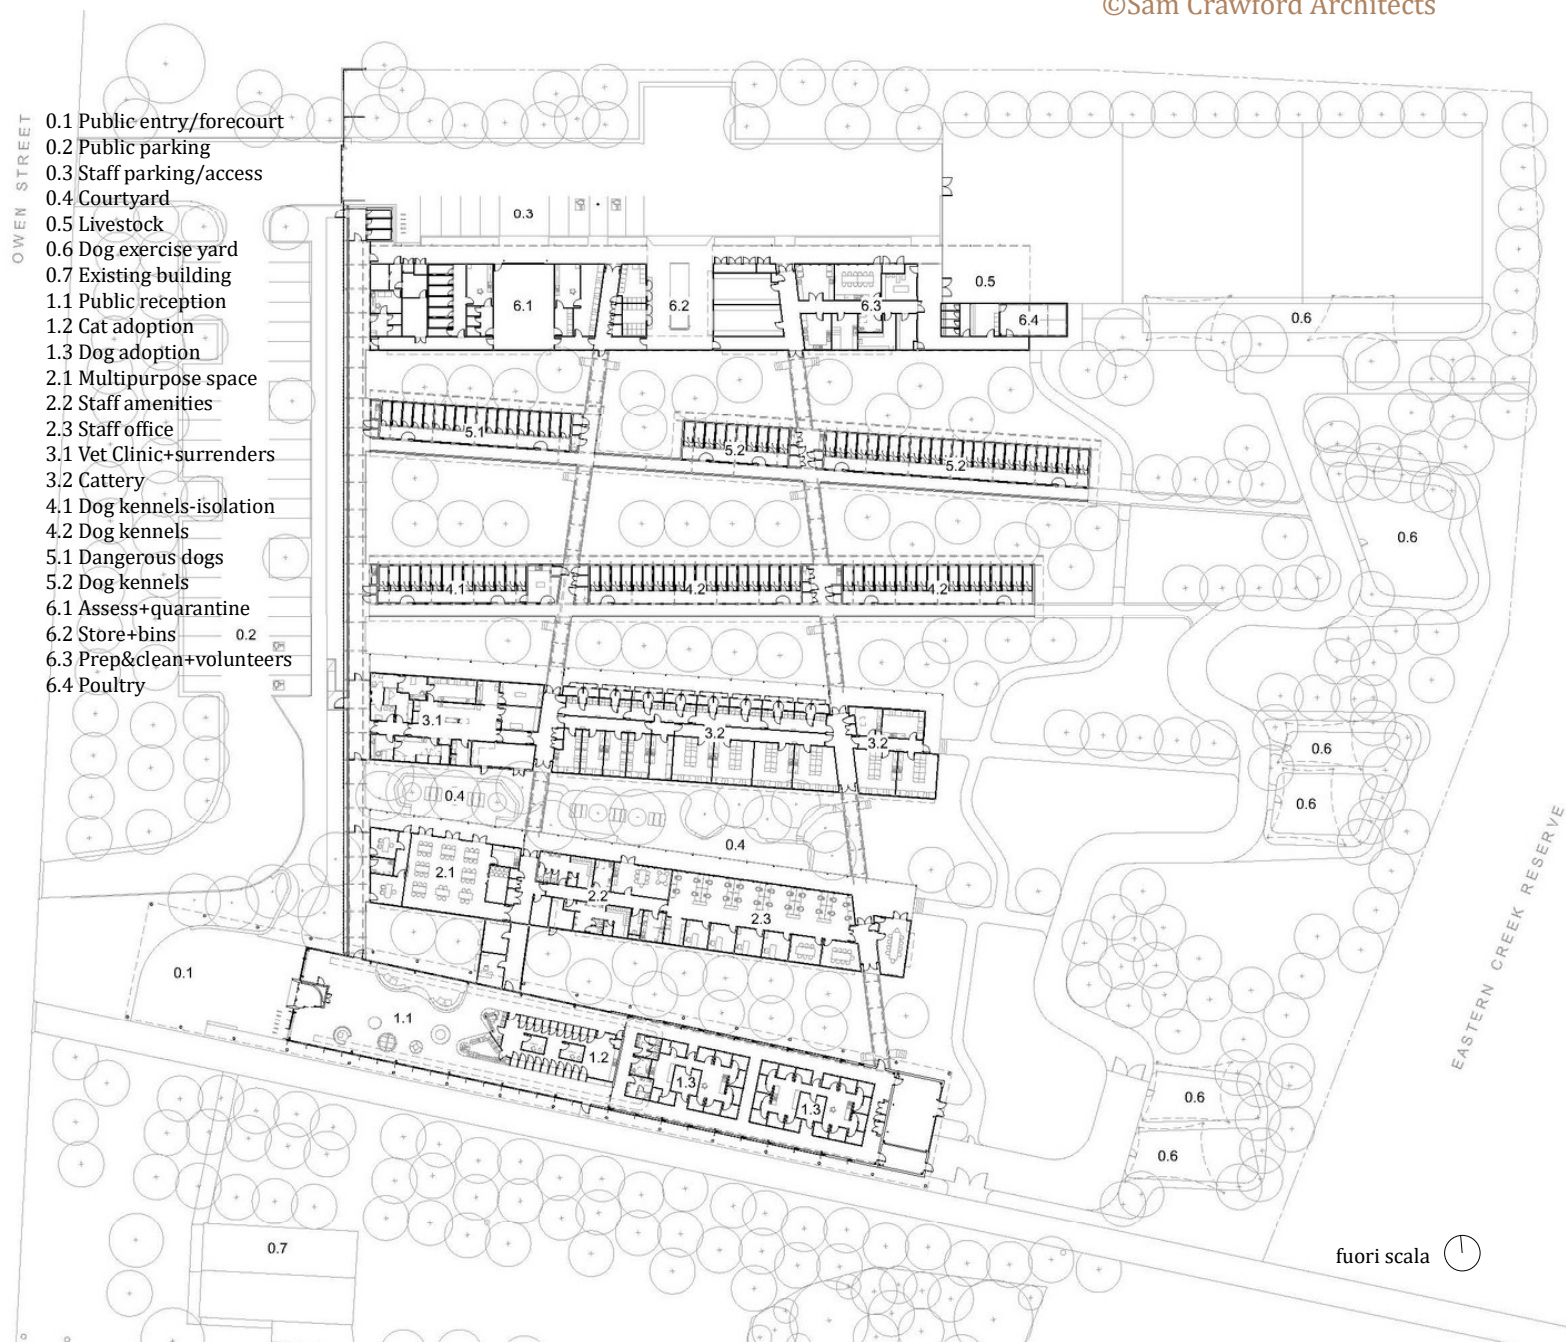 ©Sam Crawford Architects
OWEN STREET
0.1 Public entry/forecourt
0.2 Public parking
0.3 Staff parking/access
0.4 Courtyard
0.5 Livestock
0.6 Dog exercise yard
0.7 Existing building
1.1 Public reception
1.2 Cat adoption
1.3 Dog adoption
2.1 Multipurpose space
2.2 Staff amenities
2.3 Staff office
3.1 Vet Clinic+surrenders
3.2 Cattery
4.1 Dog kennels-isolation
4.2 Dog kennels
5.1 Dangerous dogs
5.2 Dog kennels
6.1 Assess+quarantine
6.2 Store+bins
6.3 Prep&clean+volunteers
6.4 Poultry
0.3
0.5
6.1
6.2
6.3
6.4
0.6
5.1
5.2
5.2
0.6
4.1
4.2
4.2
0.2
3.1
3.2
3.2
0.6
0.4
0.6
0.4
2.1
2.2
2.3
0.1
1.1
1.2
1.3
1.3
0.6
0.6
EASTERN CREEK RESERVE
0.7
fuori scala